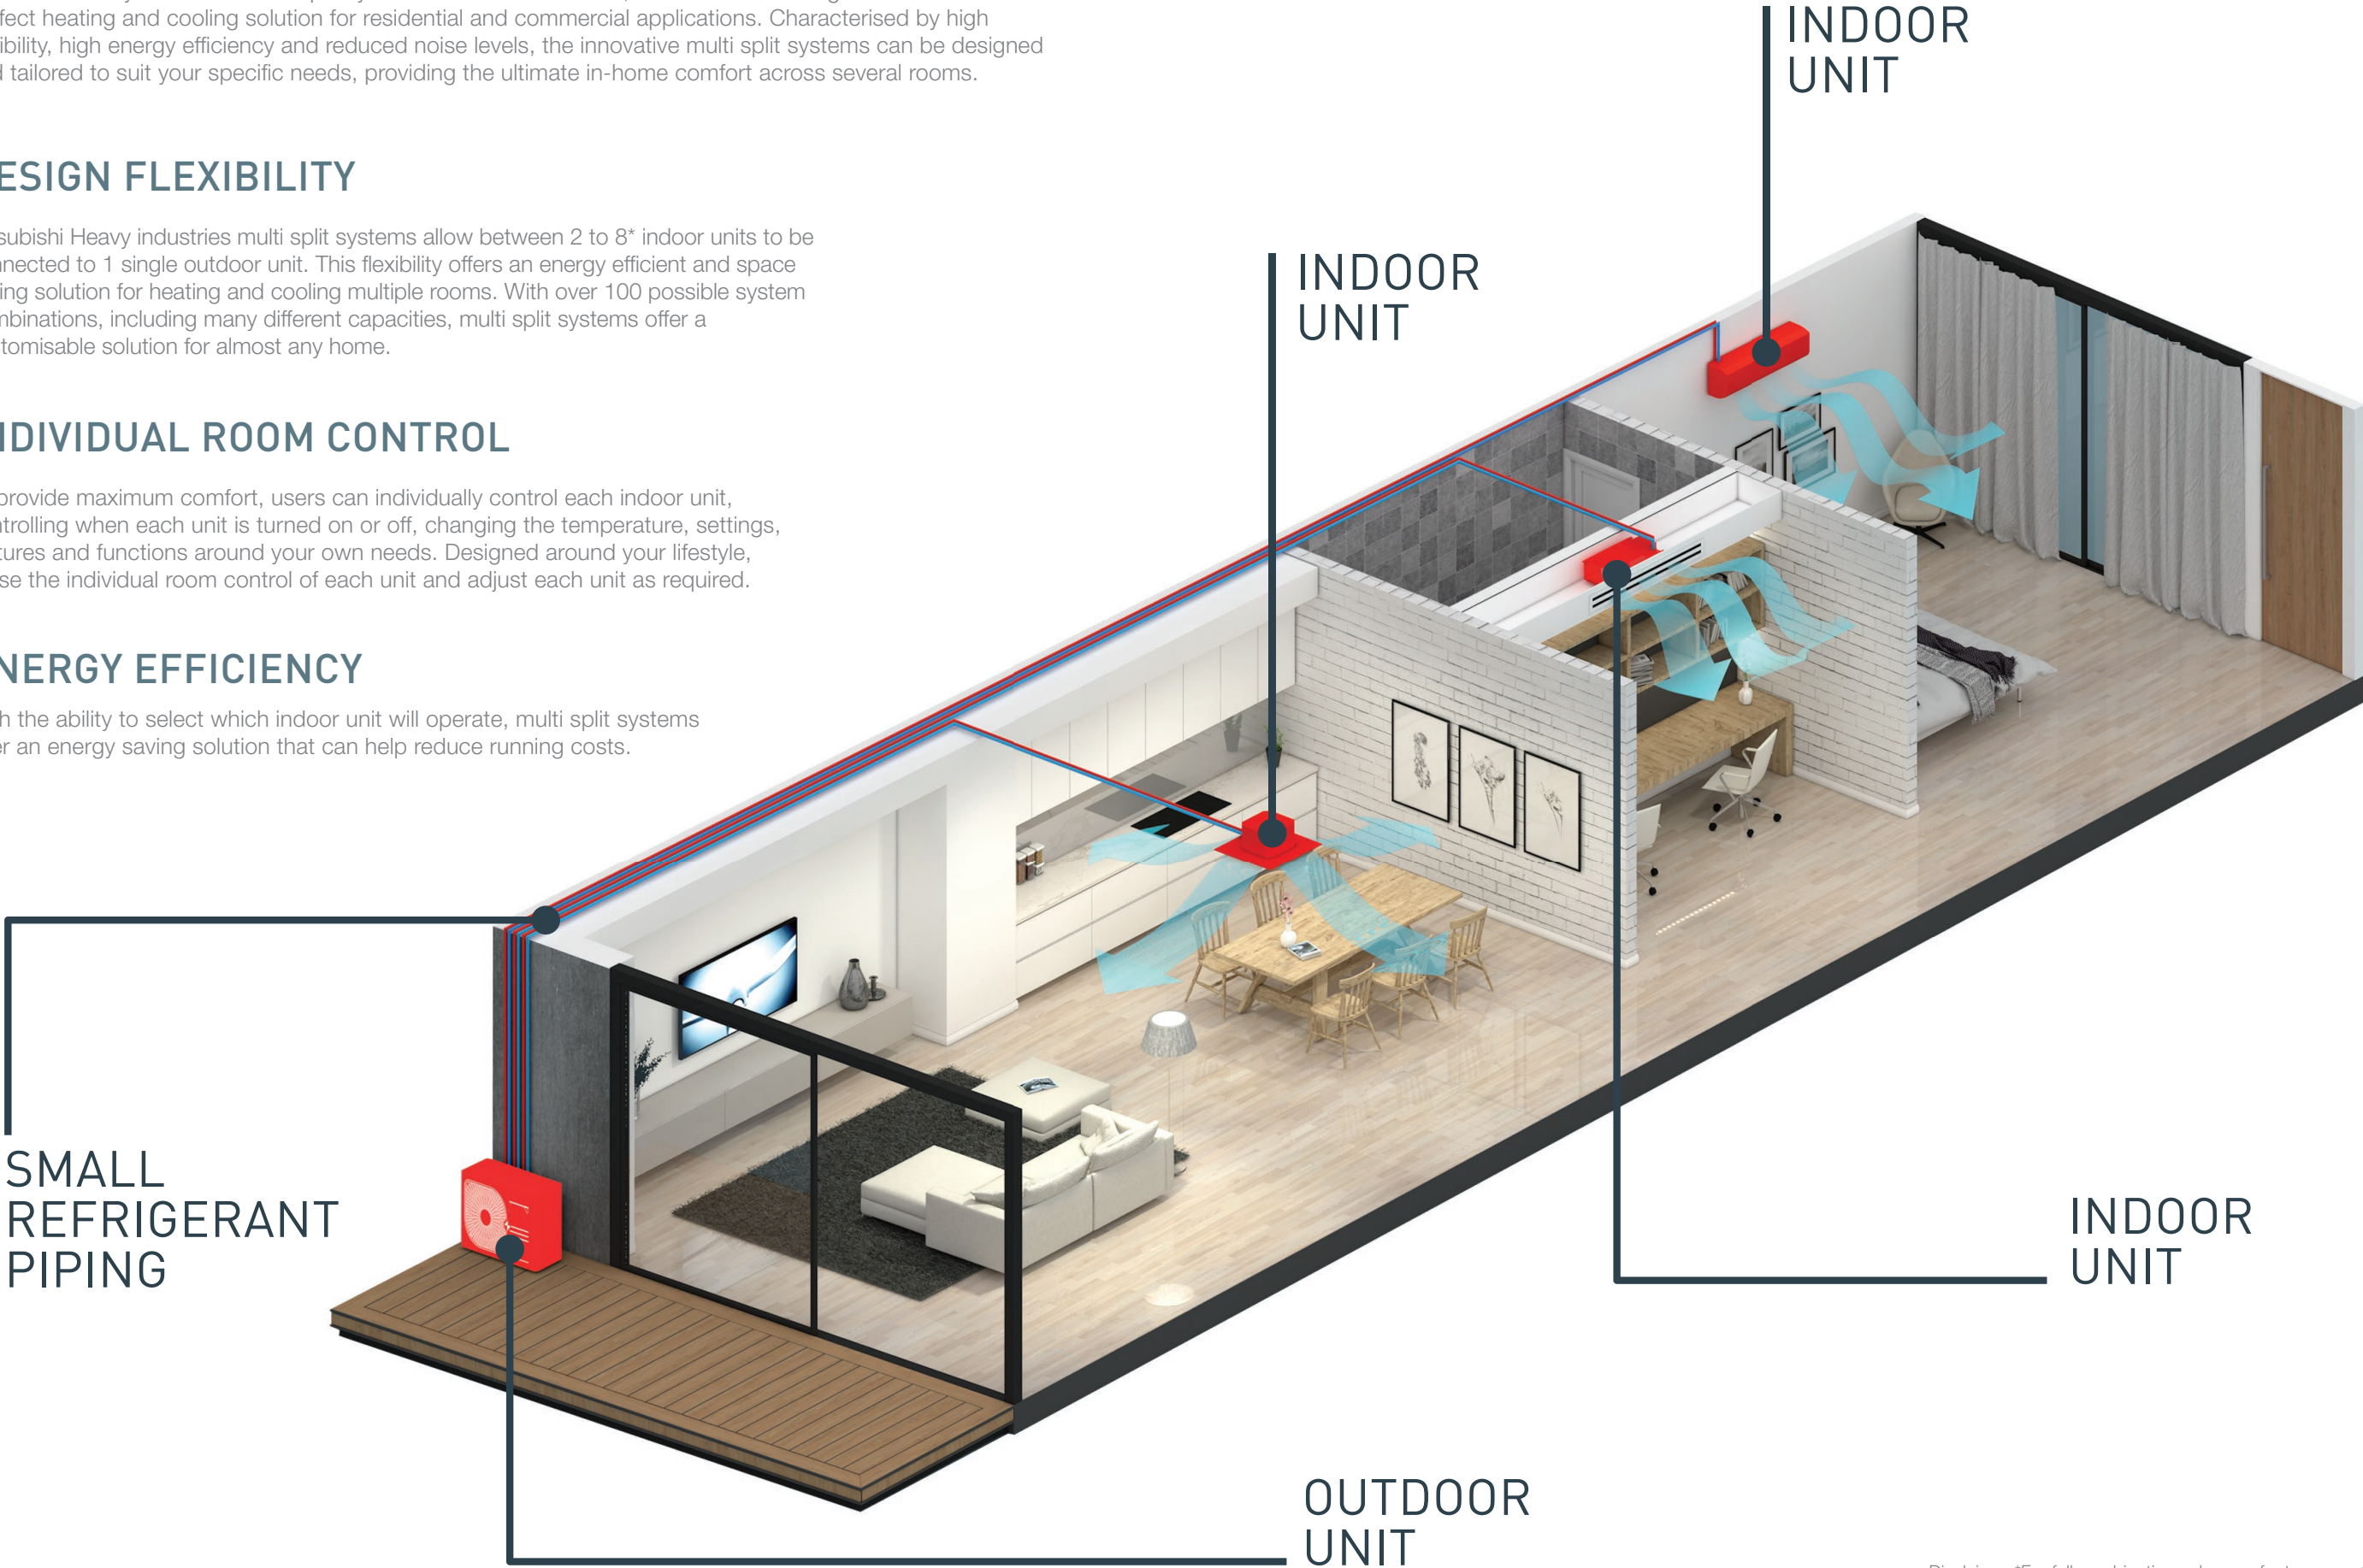 fect heating and cooling solution for residential and commercial applications. Characterised by high
ibility, high energy efficiency and reduced noise levels, the innovative multi split systems can be designed
d tailored to suit your specific needs, providing the ultimate in-home comfort across several rooms.
ESIGN FLEXIBILITY
subishi Heavy industries multi split systems allow between 2 to 8* indoor units to be
nnected to 1 single outdoor unit. This flexibility offers an energy efficient and space
ing solution for heating and cooling multiple rooms. With over 100 possible system
mbinations, including many different capacities, multi split systems offer a
tomisable solution for almost any home.
NDIVIDUAL ROOM CONTROL
provide maximum comfort, users can individually control each indoor unit,
ntrolling when each unit is turned on or off, changing the temperature, settings,
tures and functions around your own needs. Designed around your lifestyle,
se the individual room control of each unit and adjust each unit as required.
NERGY EFFICIENCY
h the ability to select which indoor unit will operate, multi split systems
er an energy saving solution that can help reduce running costs.
INDOOR
UNIT
INDOOR
UNIT
SMALL
REFRIGERANT
PIPING
INDOOR
UNIT
OUTDOOR
UNIT